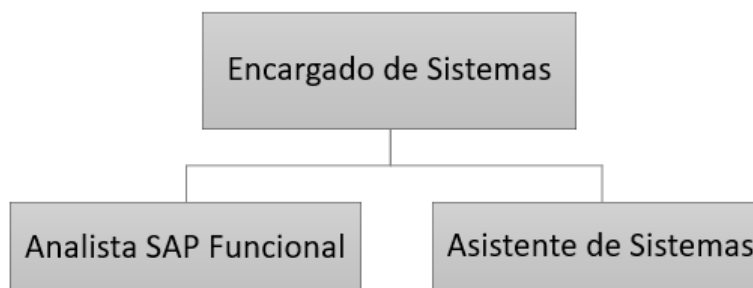 Encargado de Sistemas
Analista SAP Funcional
Asistente de Sistemas